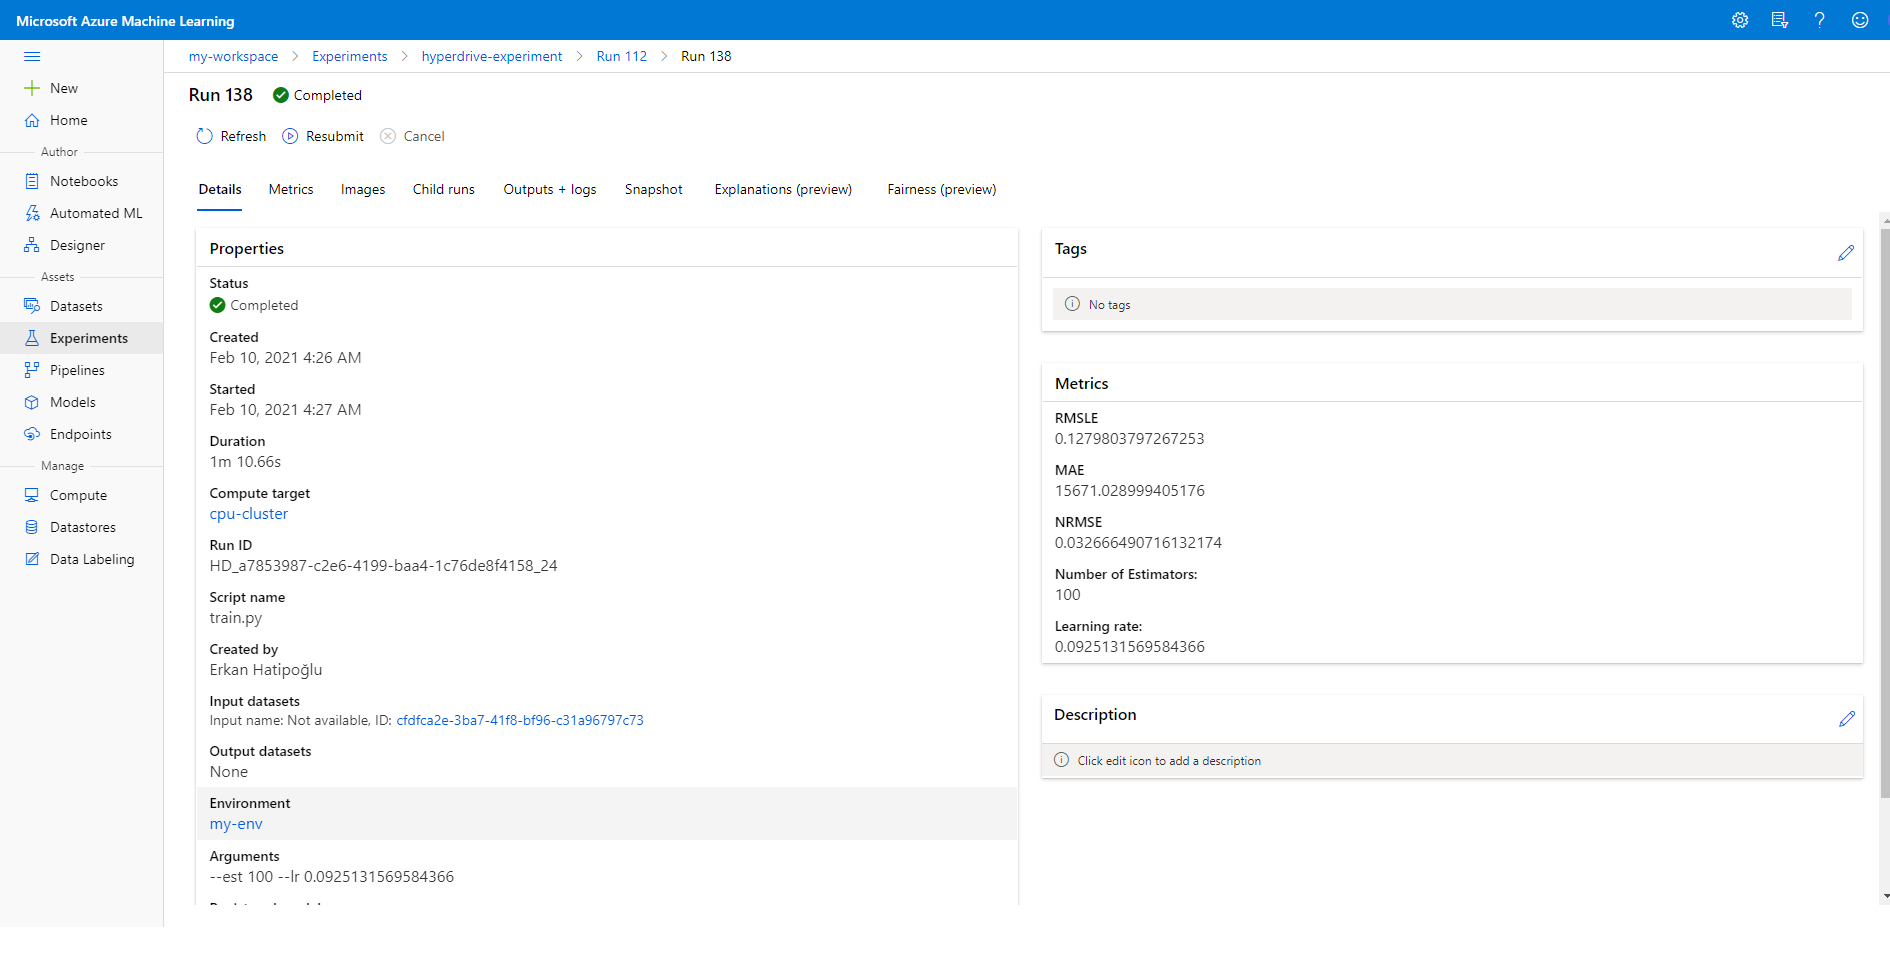 Microsoft Azure Machine Learning
my-workspace > Experiments > hyperdrive-experiment > Run 112 > Run 138
New
Home
Author
Notebooks
Automated ML
Designer
Assets
Datasets
Experiments
Pipelines
Models
Endpoints
Manage
Compute
Datastores
Data Labeling
Run 138 Completed
Refresh Resubmit Cancel
Details Metrics Images Child runs Outputs + logs Snapshot Explanations (preview) Fairness (preview)
Properties
Status
Completed
Created
Feb 10, 2021 4:26 AM
Started
Feb 10, 2021 4:27 AM
Duration
1m 10.66s
Compute target
cpu-cluster
Run ID
HD_a7853987-c2e6-4199-baa4-1c76de8f4158_24
Script name
train.py
Created by
Erkan Hatipoğlu
Input datasets
Input name: Not available, ID: cfdfca2e-3ba7-41f8-bf96-c31a96797c73
Output datasets
None
Environment
my-env
Arguments
--est 100 --lr 0.0925131569584366
Tags
No tags
Metrics
RMSLE
0.1279803797267253
MAE
15671.028999405176
NRMSE
0.032666490716132174
Number of Estimators:
100
Learning rate:
0.0925131569584366
Description
Click edit icon to add a description